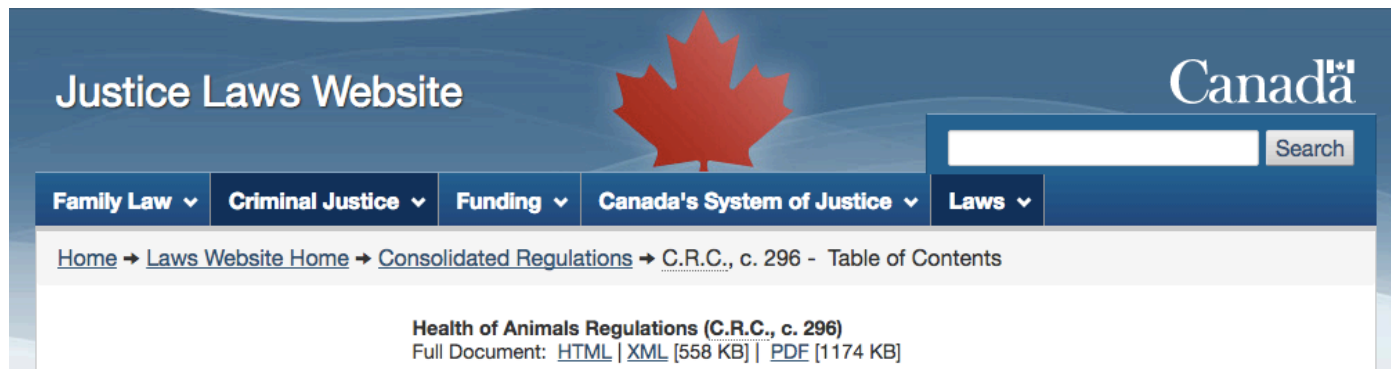 Justice Laws Website
Canada
Search
Family Law Criminal Justice Funding Canada's System of Justice Laws
Home → Laws Website Home → Consolidated Regulations → C.R.C., c. 296 - Table of Contents
Health of Animals Regulations (C.R.C., c. 296)
Full Document: HTML | XML [558 KB] | PDF [1174 KB]